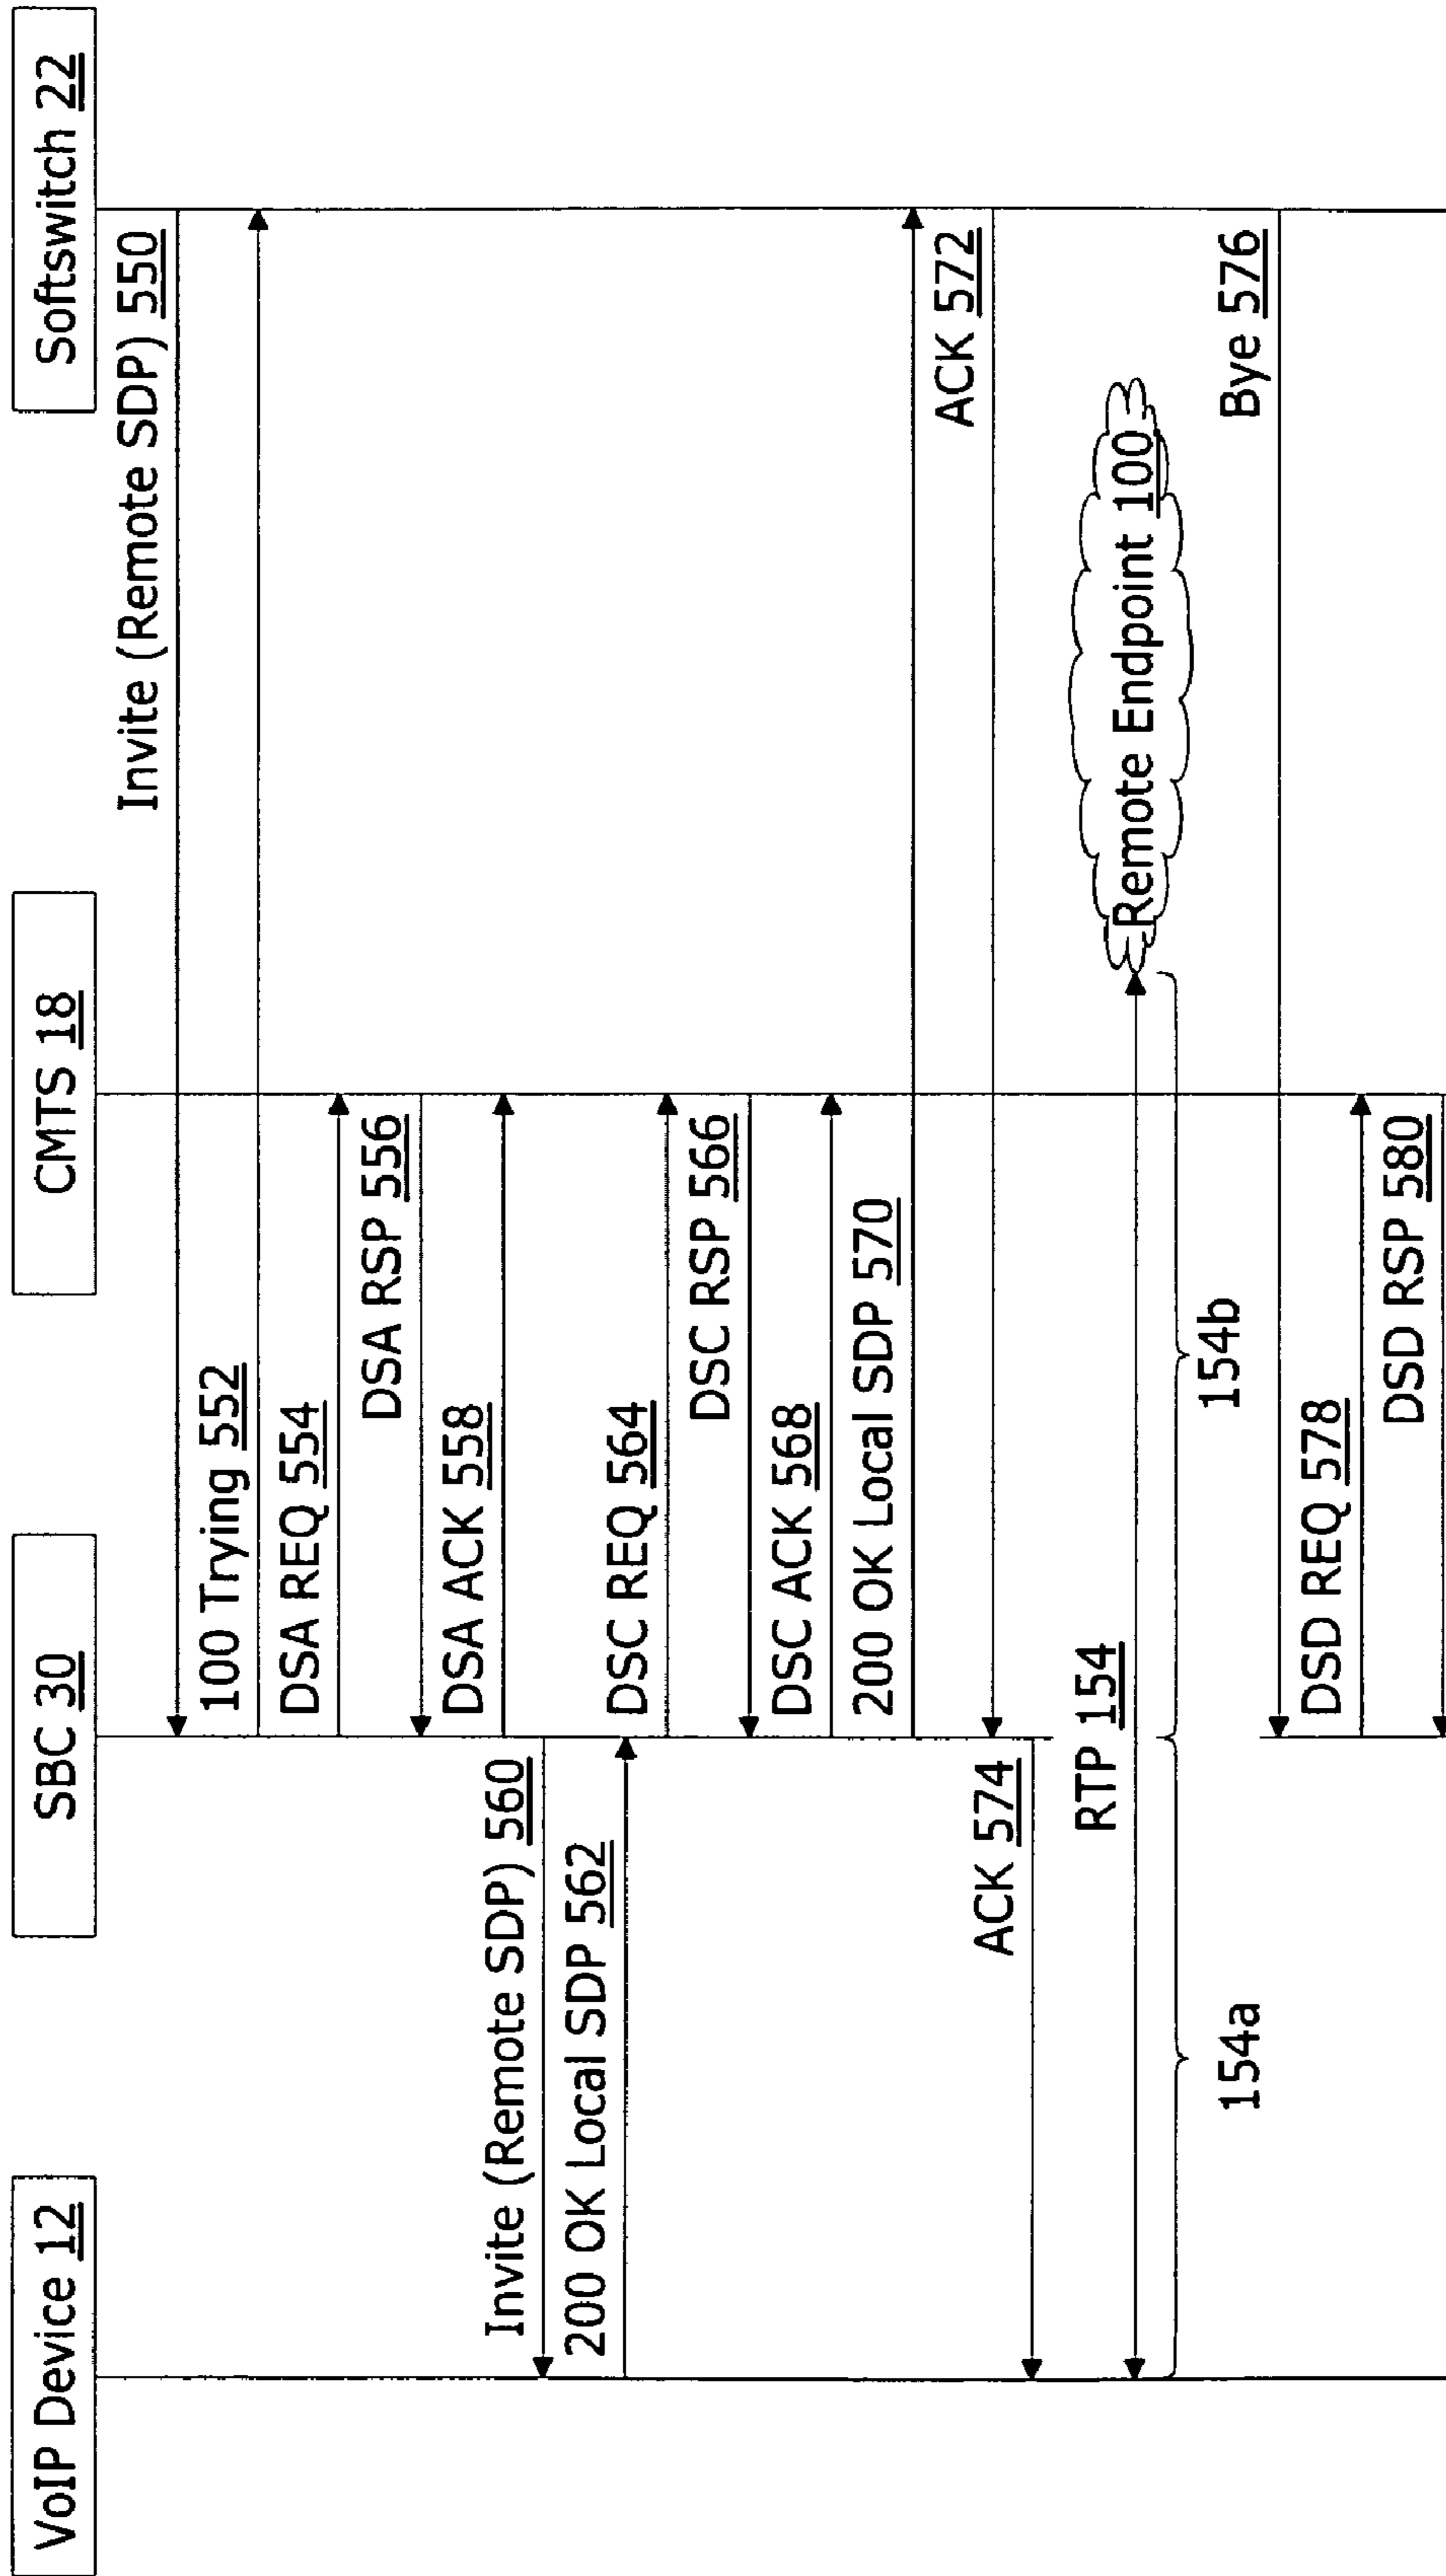 VoIP Device 12
SBC 30
CMTS 18
Softswitch 22
Invite (Remote SDP) 550
100 Trying 552
DSA REQ 554
DSA RSP 556
DSA ACK 558
Invite (Remote SDP) 560
200 OK Local SDP 562
DSC REQ 564
DSC RSP 566
DSC ACK 568
200 OK Local SDP 570
ACK 572
ACK 574
RTP 154
Remote Endpoint 100
154a
154b
Bye 576
DSD REQ 578
DSD RSP 580